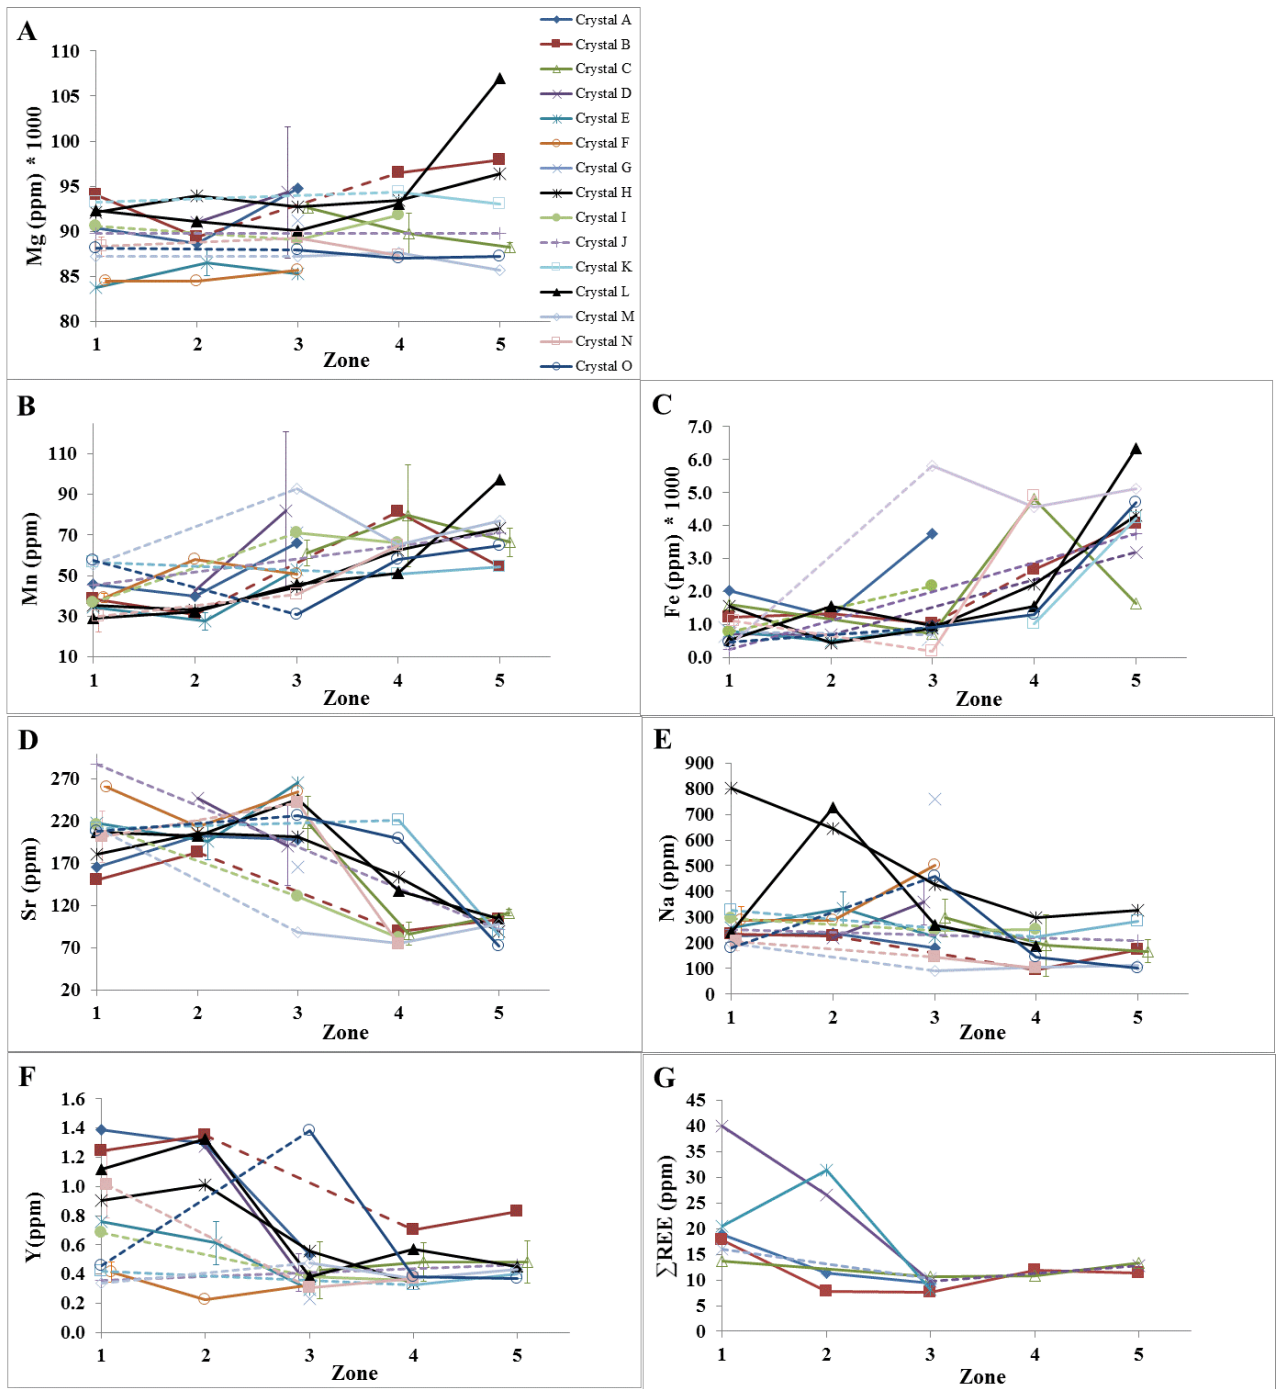 A
Mg (ppm) * 1000
110
105
100
95
90
85
80
1 2 3 4 5
Zone
Crystal A
Crystal B
Crystal C
Crystal D
Crystal E
Crystal F
Crystal G
Crystal H
Crystal I
Crystal J
Crystal K
Crystal L
Crystal M
Crystal N
Crystal O
B
Mn (ppm)
110
90
70
50
30
10
1 2 3 4 5
Zone
C
Fe (ppm) * 1000
7.0
6.0
5.0
4.0
3.0
2.0
1.0
0.0
1 2 3 4 5
Zone
D
Sr (ppm)
270
220
170
120
70
20
1 2 3 4 5
Zone
E
Na (ppm)
900
800
700
600
500
400
300
200
100
0
1 2 3 4 5
Zone
F
Y(ppm)
1.6
1.4
1.2
1.0
0.8
0.6
0.4
0.2
0.0
1 2 3 4 5
Zone
G
∑REE (ppm)
45
40
35
30
25
20
15
10
5
0
1 2 3 4 5
Zone